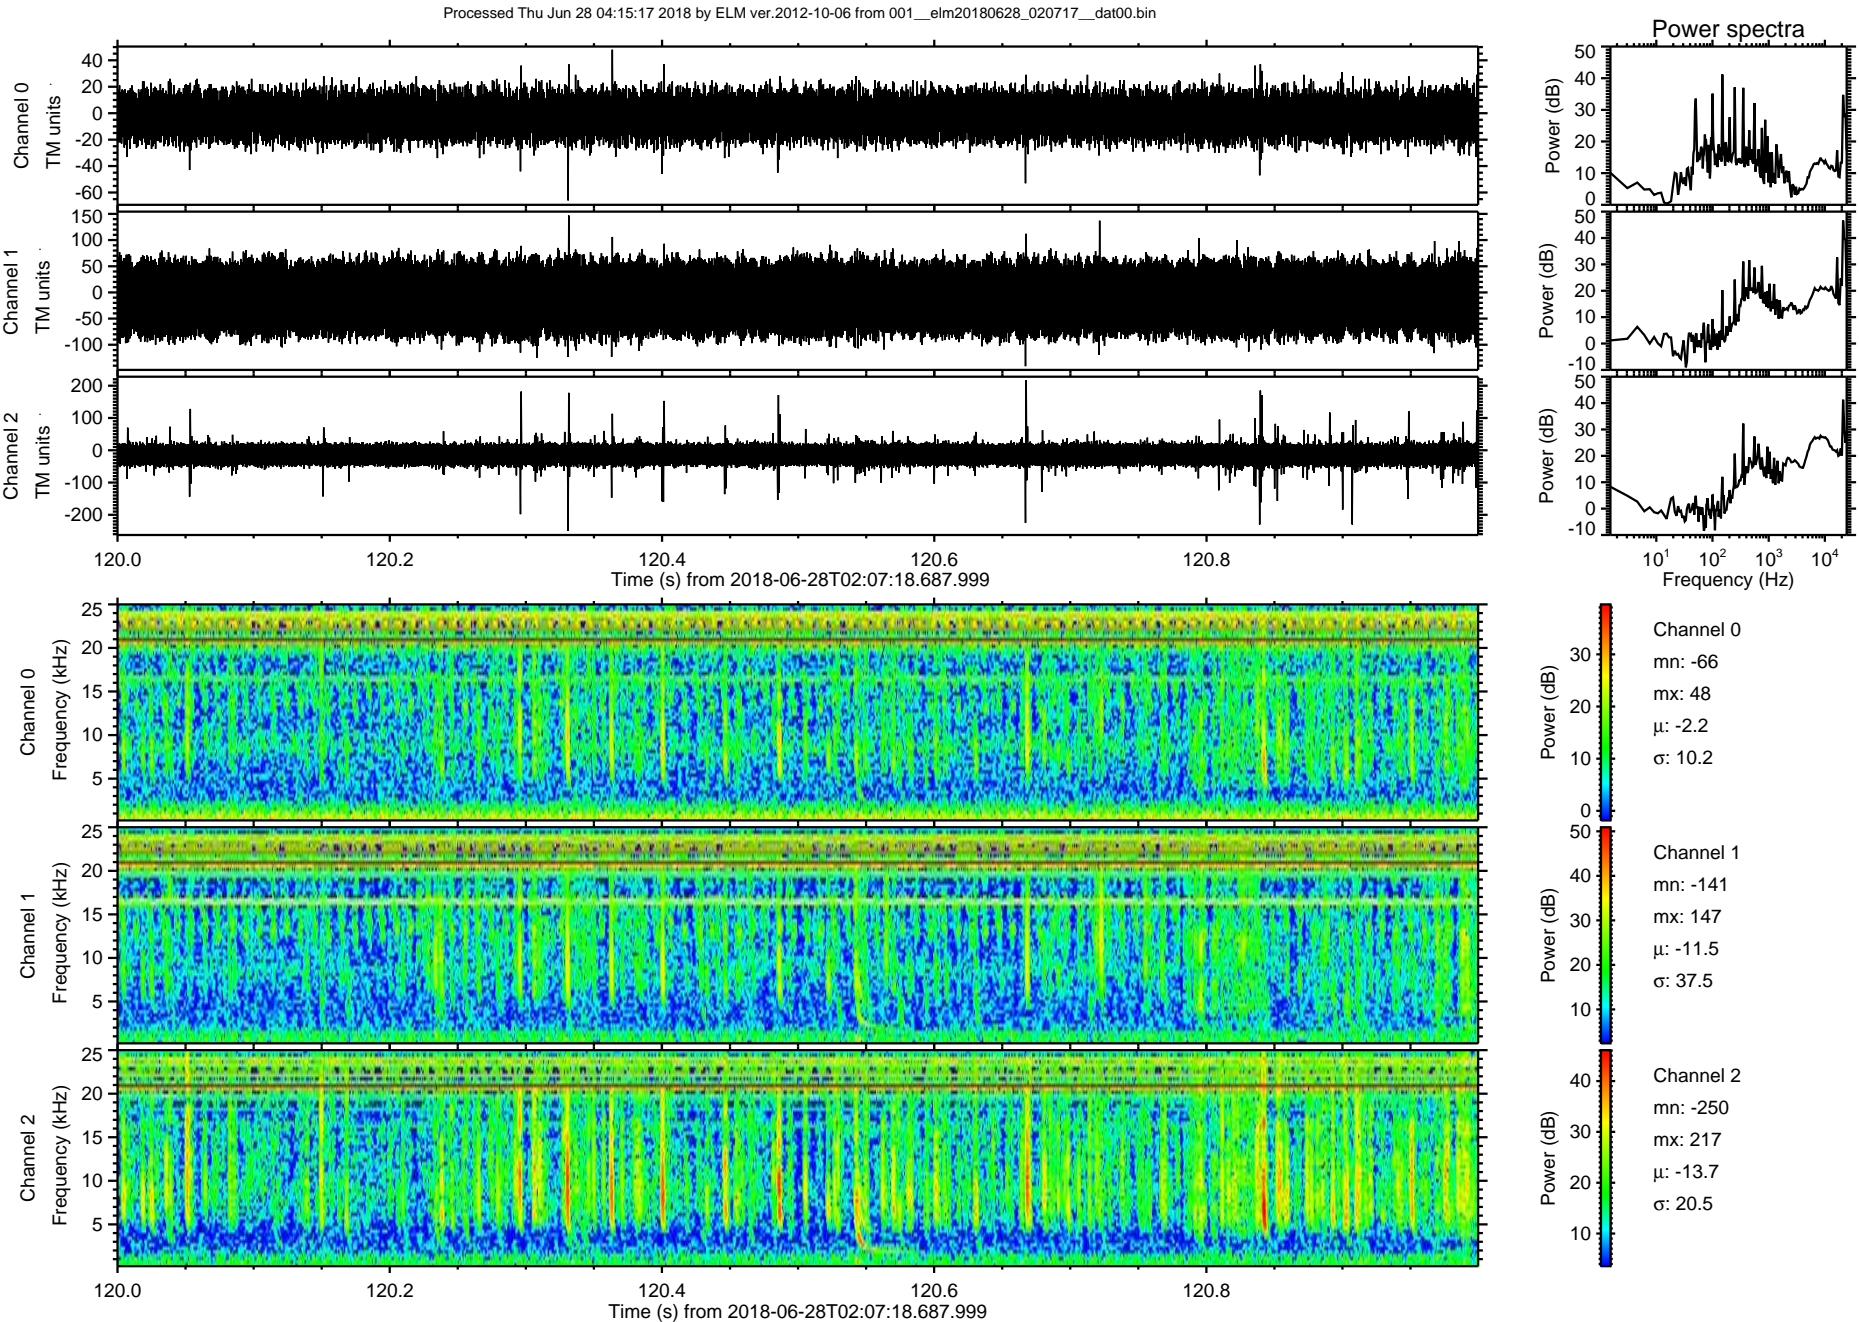 Processed Thu Jun 28 04:15:17 2018 by ELM ver.2012-10-06 from 001__elm20180628_020717__dat00.bin
Power spectra
Channel 0
TM units
40
20
0
-20
-40
-60
Power (dB)
50
40
30
20
10
0
Channel 1
TM units
150
100
50
0
-50
-100
Power (dB)
50
40
30
20
10
0
-10
Channel 2
TM units
200
100
0
-100
-200
Power (dB)
50
40
30
20
10
0
-10
120.0 120.2 120.4 120.6 120.8
Time (s) from 2018-06-28T02:07:18.687.999
10^1 10^2 10^3 10^4
Frequency (Hz)
Channel 0
Frequency (kHz)
25
20
15
10
5
Power (dB)
30
20
10
0
Channel 0
mn: -66
mx: 48
μ: -2.2
σ: 10.2
Channel 1
Frequency (kHz)
25
20
15
10
5
Power (dB)
50
40
30
20
10
Channel 1
mn: -141
mx: 147
μ: -11.5
σ: 37.5
Channel 2
Frequency (kHz)
25
20
15
10
5
Power (dB)
40
30
20
10
Channel 2
mn: -250
mx: 217
μ: -13.7
σ: 20.5
120.0 120.2 120.4 120.6 120.8
Time (s) from 2018-06-28T02:07:18.687.999